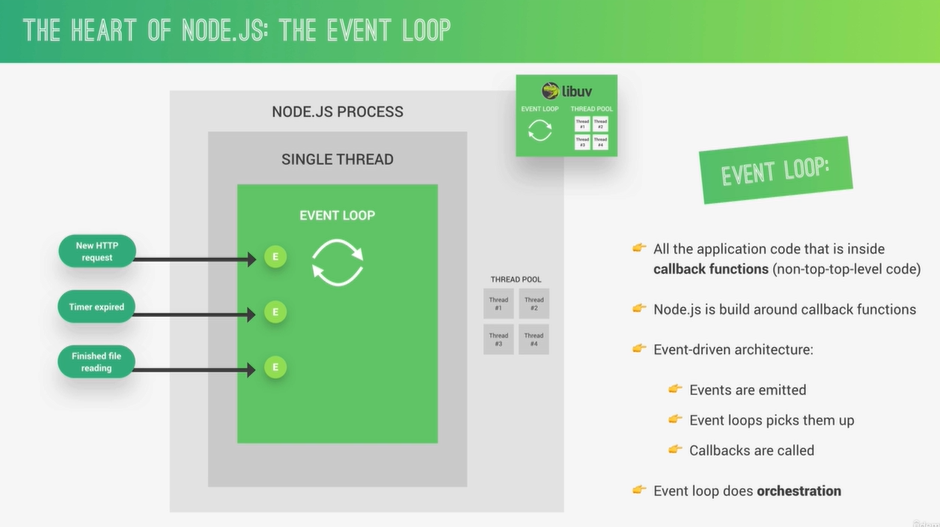 THE HEART OF NODE.JS: THE EVENT LOOP
libuv
EVENT LOOP
THREAD POOL
Thread #1
Thread #2
Thread #3
Thread #4
NODE.JS PROCESS
SINGLE THREAD
EVENT LOOP
New HTTP
request
E
Timer expired
E
Finished file
reading
E
THREAD POOL
Thread
#1
Thread
#2
Thread
#3
Thread
#4
EVENT LOOP:
All the application code that is inside
callback functions (non-top-top-level code)
Node.js is build around callback functions
Event-driven architecture:
Events are emitted
Event loops picks them up
Callbacks are called
Event loop does orchestration